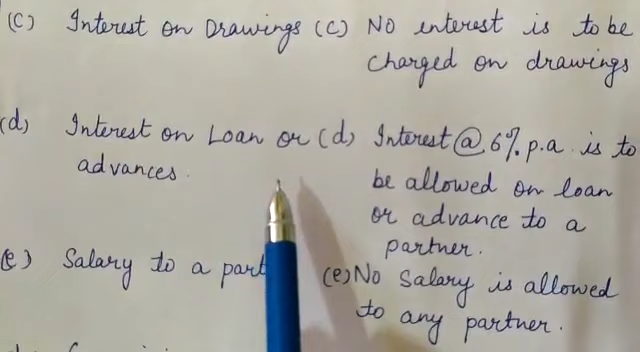 (C) Interest on Drawings (C) No interest is to be
charged on drawings
(d) Interest on Loan or (d) Interest @ 6% p.a. is to
advances. be allowed on loan
or advance to a
partner.
(e) Salary to a part (e) No Salary is allowed
to any partner.